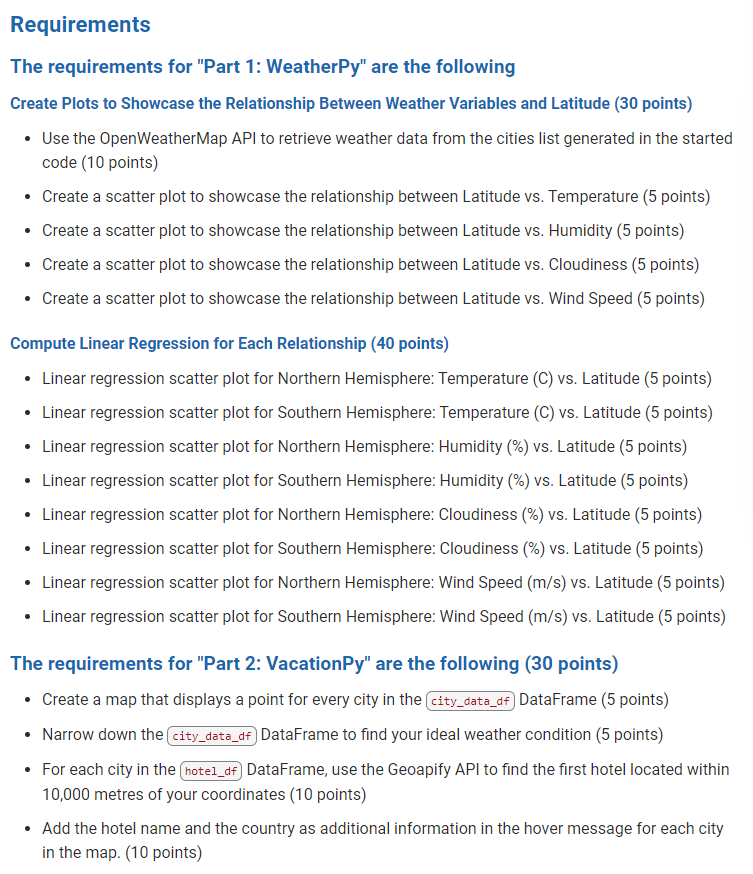 Requirements
The requirements for "Part 1: WeatherPy" are the following
Create Plots to Showcase the Relationship Between Weather Variables and Latitude (30 points)
• Use the OpenWeatherMap API to retrieve weather data from the cities list generated in the started
code (10 points)
• Create a scatter plot to showcase the relationship between Latitude vs. Temperature (5 points)
• Create a scatter plot to showcase the relationship between Latitude vs. Humidity (5 points)
• Create a scatter plot to showcase the relationship between Latitude vs. Cloudiness (5 points)
• Create a scatter plot to showcase the relationship between Latitude vs. Wind Speed (5 points)
Compute Linear Regression for Each Relationship (40 points)
• Linear regression scatter plot for Northern Hemisphere: Temperature (C) vs. Latitude (5 points)
• Linear regression scatter plot for Southern Hemisphere: Temperature (C) vs. Latitude (5 points)
• Linear regression scatter plot for Northern Hemisphere: Humidity (%) vs. Latitude (5 points)
• Linear regression scatter plot for Southern Hemisphere: Humidity (%) vs. Latitude (5 points)
• Linear regression scatter plot for Northern Hemisphere: Cloudiness (%) vs. Latitude (5 points)
• Linear regression scatter plot for Southern Hemisphere: Cloudiness (%) vs. Latitude (5 points)
• Linear regression scatter plot for Northern Hemisphere: Wind Speed (m/s) vs. Latitude (5 points)
• Linear regression scatter plot for Southern Hemisphere: Wind Speed (m/s) vs. Latitude (5 points)
The requirements for "Part 2: VacationPy" are the following (30 points)
• Create a map that displays a point for every city in the city_data_df DataFrame (5 points)
• Narrow down the city_data_df DataFrame to find your ideal weather condition (5 points)
• For each city in the hotel_df DataFrame, use the Geoapify API to find the first hotel located within
10,000 metres of your coordinates (10 points)
• Add the hotel name and the country as additional information in the hover message for each city
in the map. (10 points)